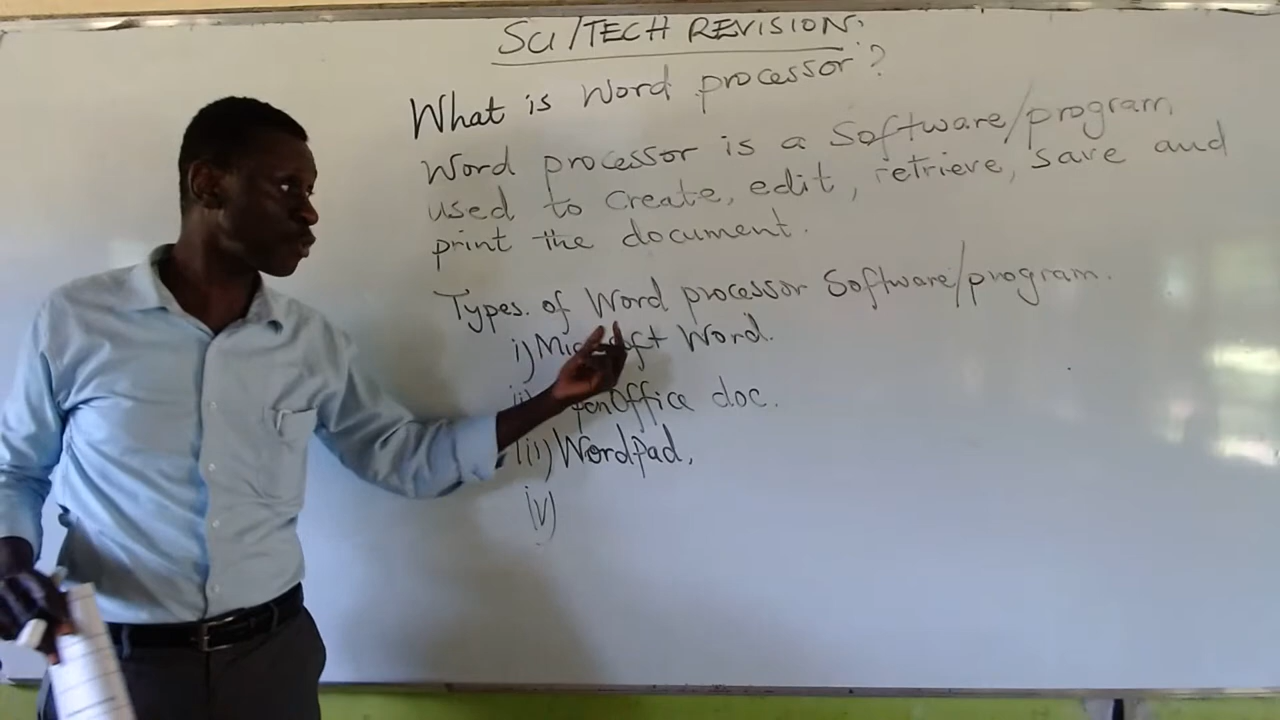 SCI/TECH REVISION.
What is Word processor?
Word processor is a Software/program
used to create, edit, retrieve, save and
print the document.
Types. of Word processor Software/program.
i) Microsoft Word.
ii) OpenOffice doc.
iii) WordPad,
iv)